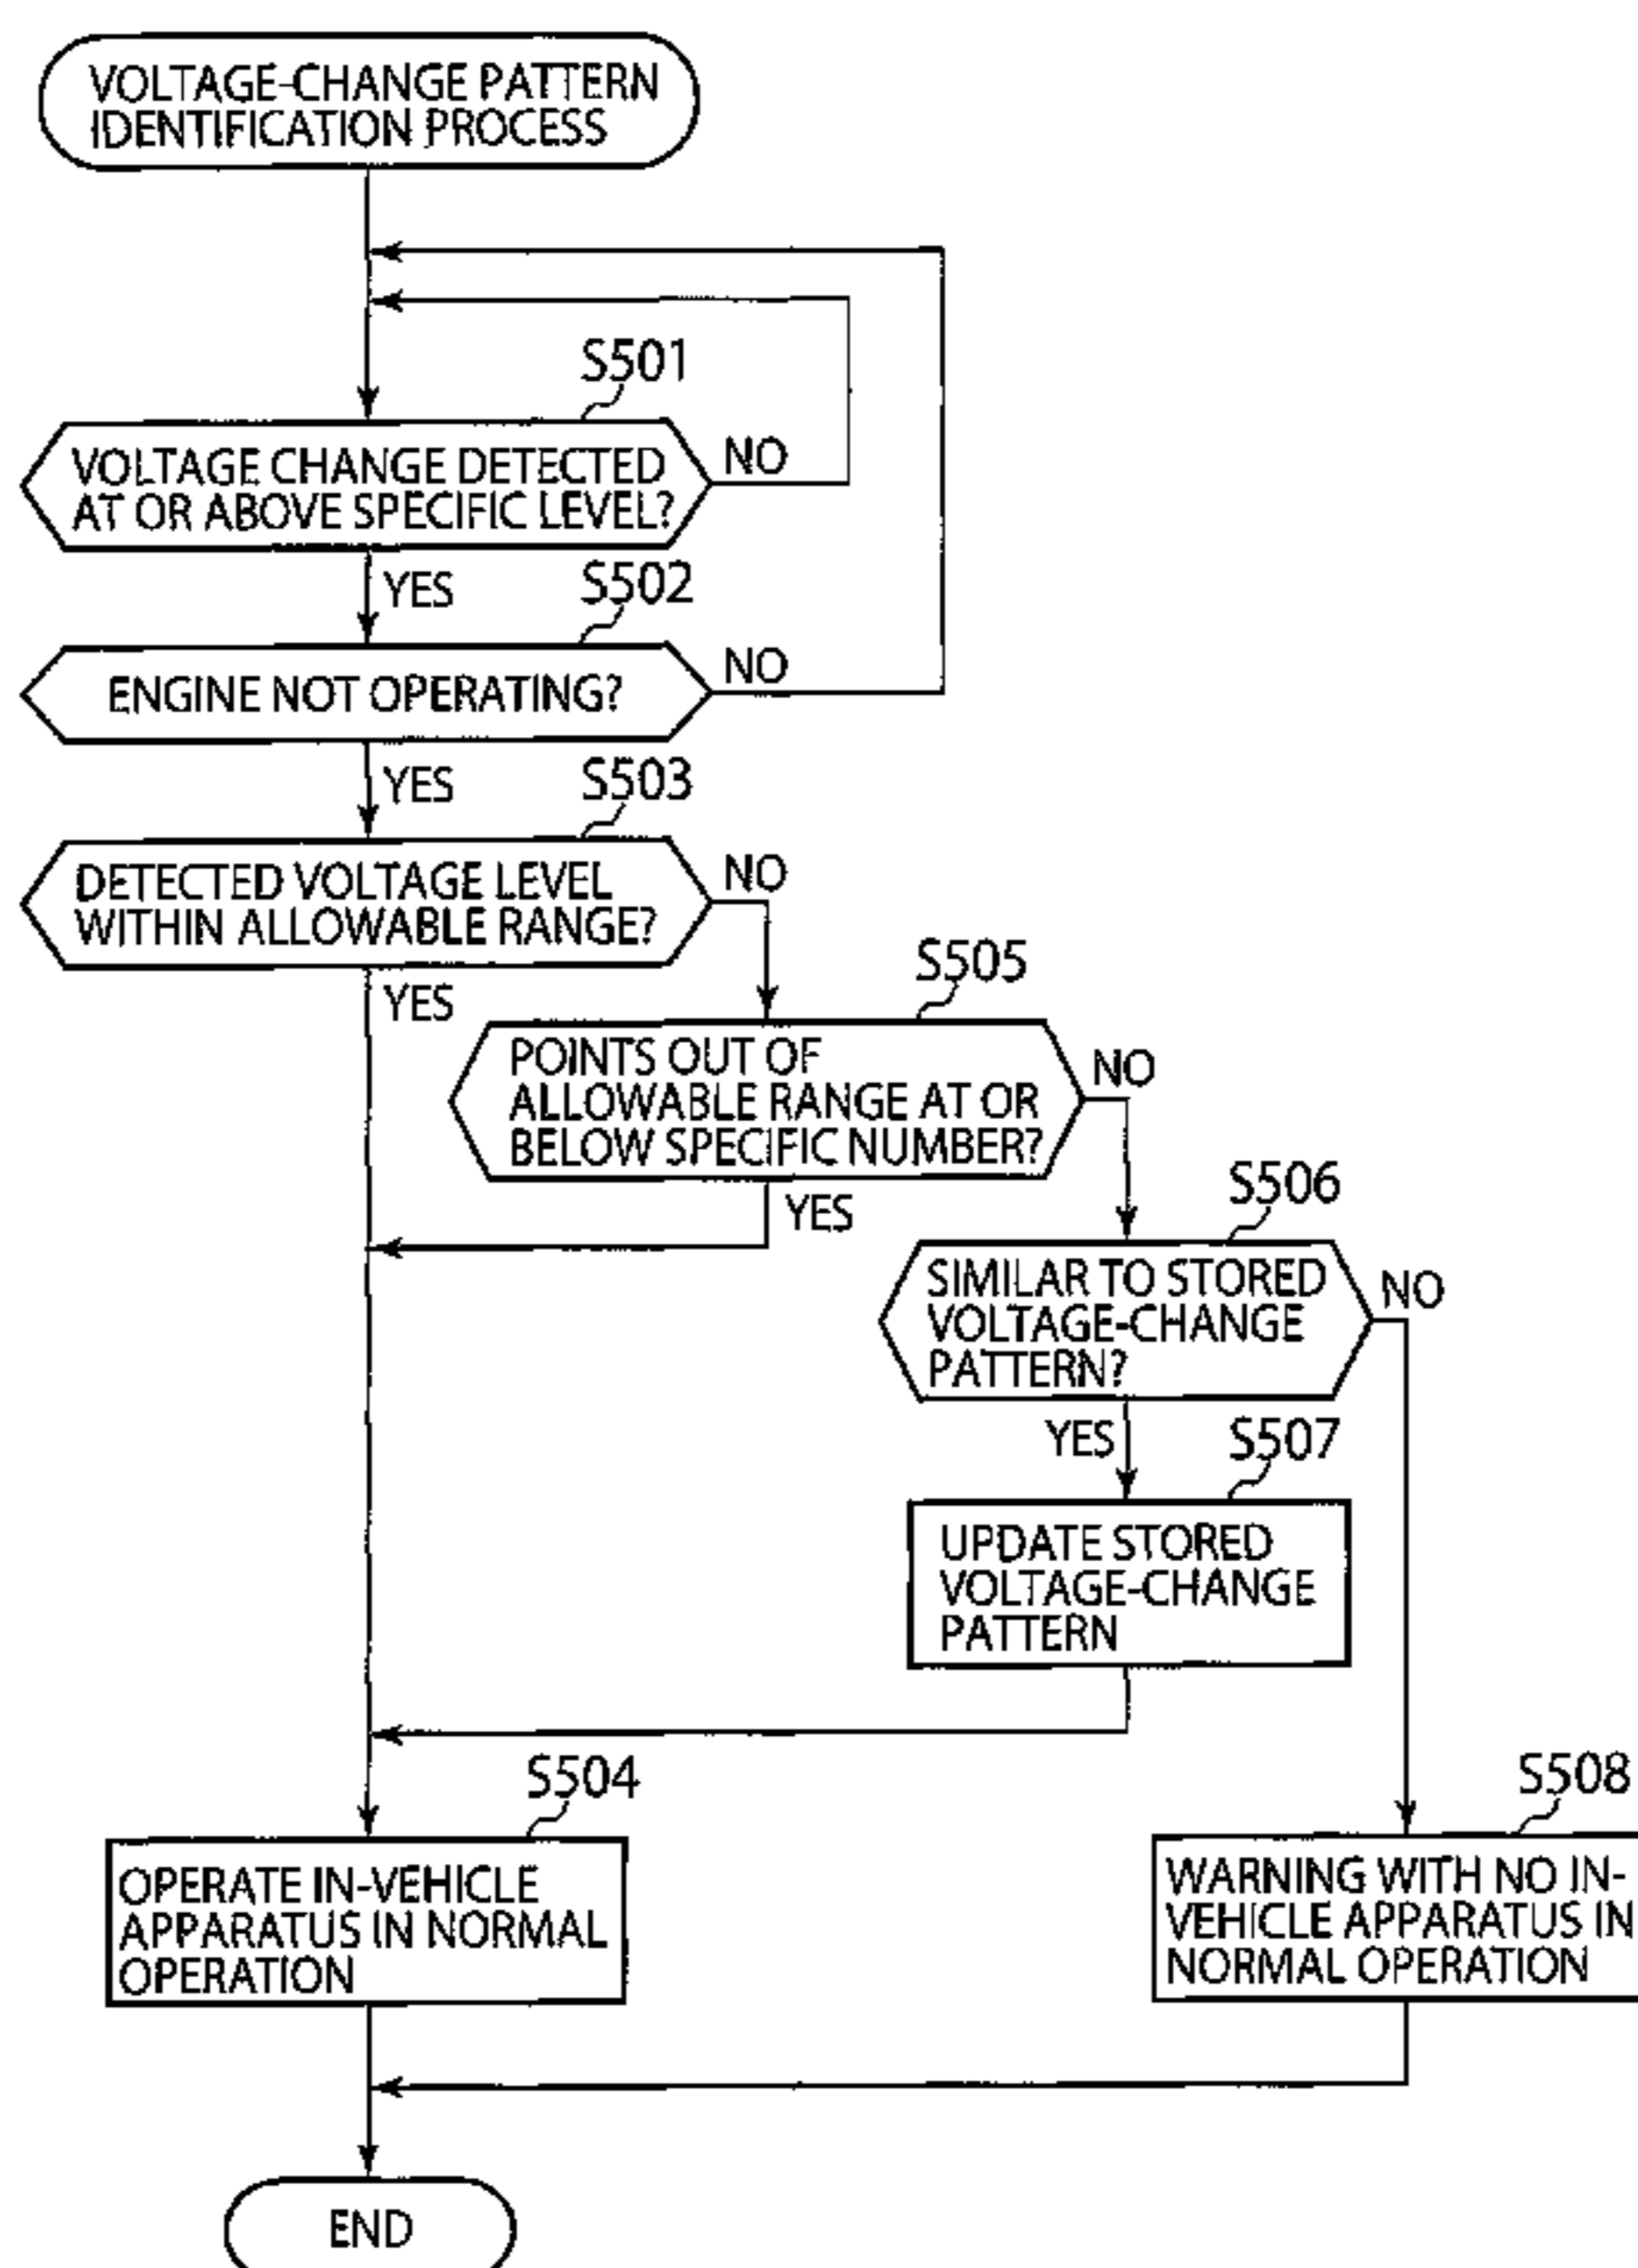 VOLTAGE-CHANGE PATTERN
IDENTIFICATION PROCESS
S501
VOLTAGE CHANGE DETECTED
AT OR ABOVE SPECIFIC LEVEL?
NO
YES
S502
ENGINE NOT OPERATING?
NO
YES
S503
DETECTED VOLTAGE LEVEL
WITHIN ALLOWABLE RANGE?
NO
YES
S505
POINTS OUT OF
ALLOWABLE RANGE AT OR
BELOW SPECIFIC NUMBER?
NO
YES
S506
SIMILAR TO STORED
VOLTAGE-CHANGE
PATTERN?
NO
YES
S507
UPDATE STORED
VOLTAGE-CHANGE
PATTERN
S504
OPERATE IN-VEHICLE
APPARATUS IN NORMAL
OPERATION
S508
WARNING WITH NO IN-
VEHICLE APPARATUS IN
NORMAL OPERATION
END